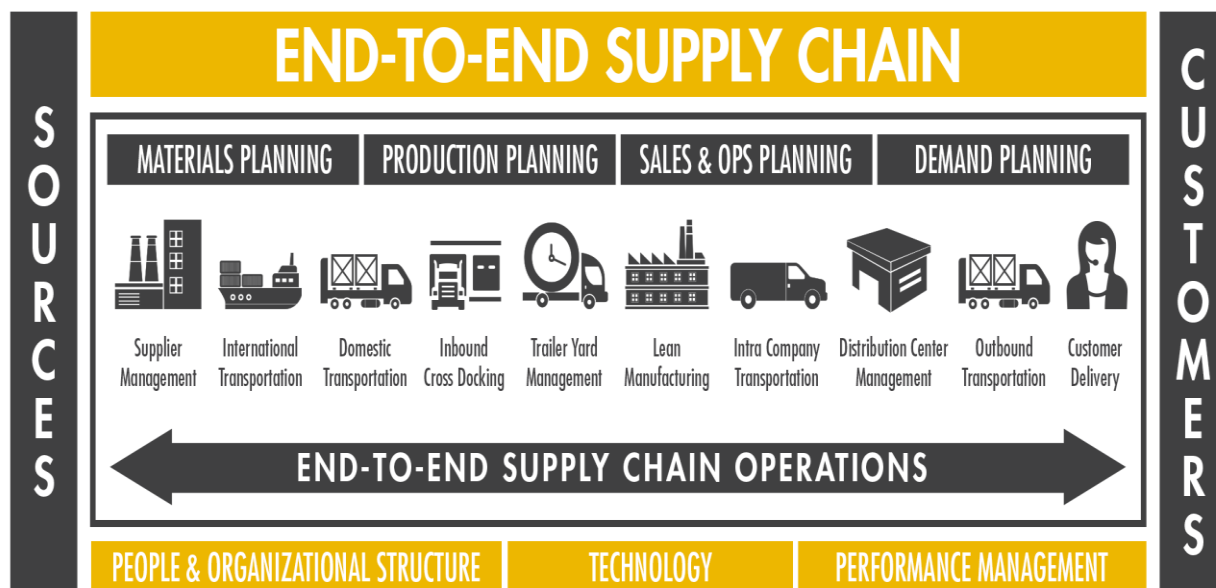 END-TO-END SUPPLY CHAIN
SOURCES
CUSTOMERS
MATERIALS PLANNING
PRODUCTION PLANNING
SALES & OPS PLANNING
DEMAND PLANNING
Supplier
Management
International
Transportation
Domestic
Transportation
Inbound
Cross Docking
Trailer Yard
Management
Lean
Manufacturing
Intra Company
Transportation
Distribution Center
Management
Outbound
Transportation
Customer
Delivery
END-TO-END SUPPLY CHAIN OPERATIONS
PEOPLE & ORGANIZATIONAL STRUCTURE
TECHNOLOGY
PERFORMANCE MANAGEMENT